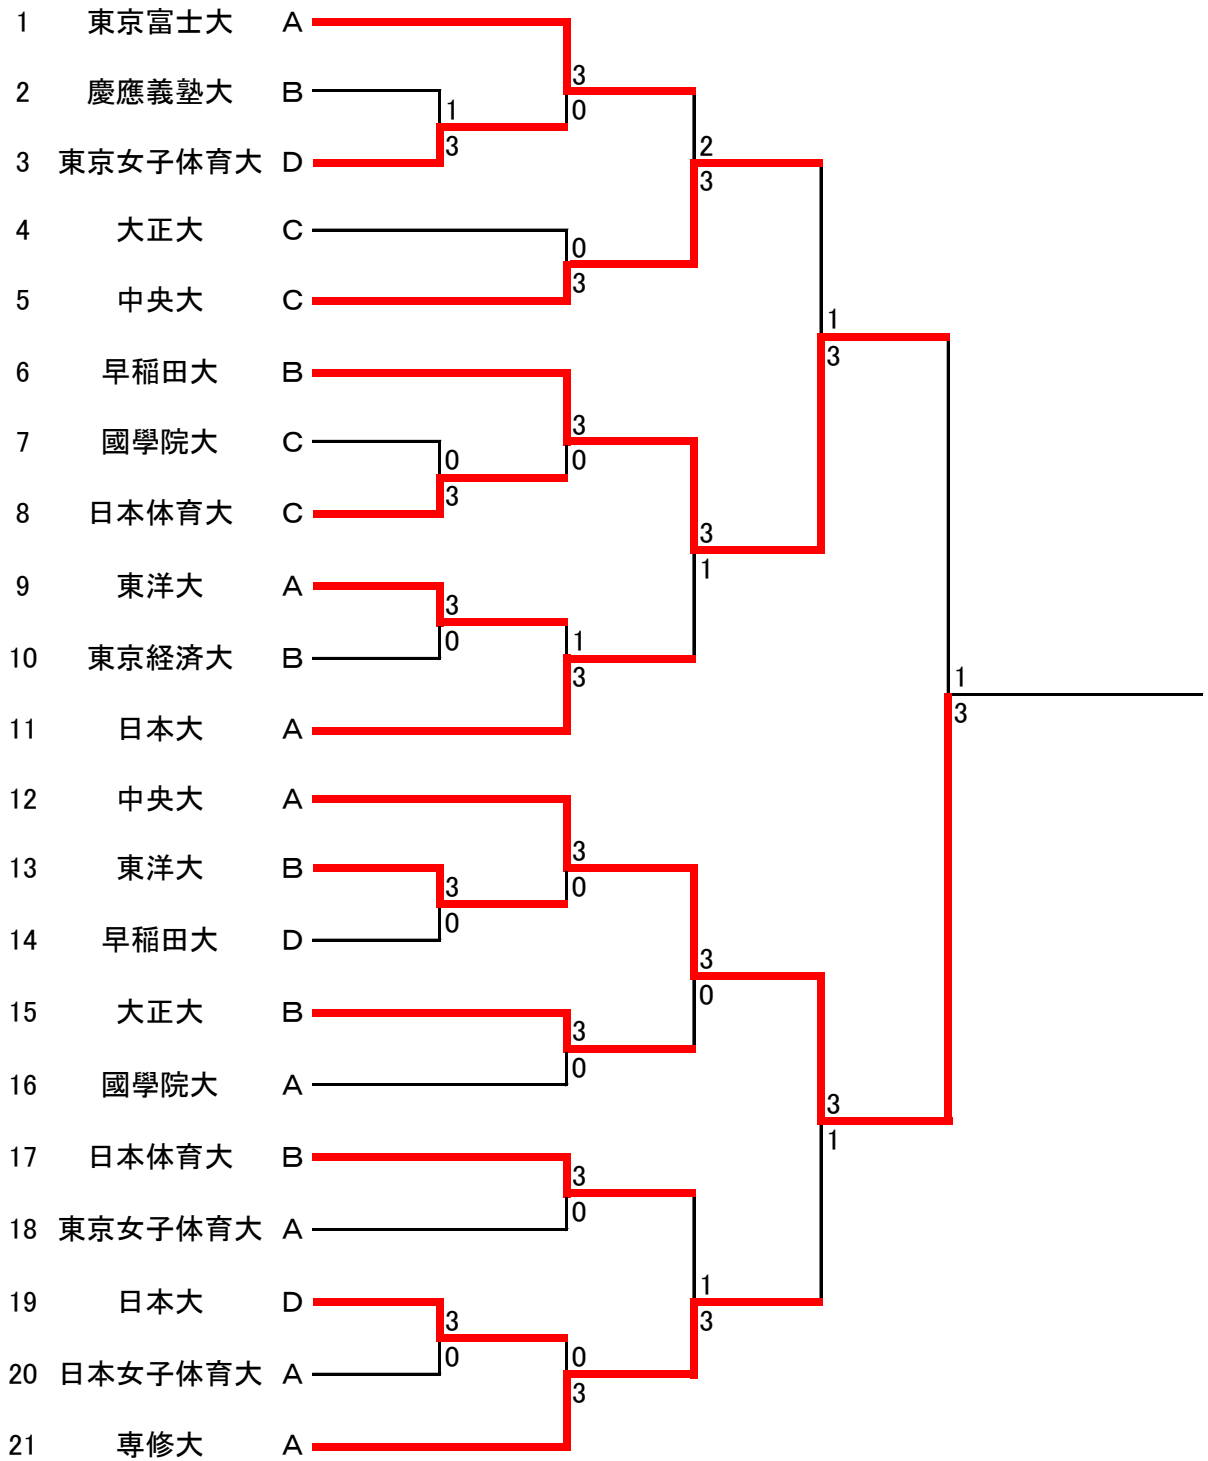 1 東京富士大 A
3
2 慶應義塾大 B
1 0
3
3 東京女子体育大 D
2
3
4 大正大 C
0
3
5 中央大 C
1
3
6 早稲田大 B
3
7 國學院大 C
0 0
3
8 日本体育大 C
3
1
9 東洋大 A
3
0 1
10 東京経済大 B
3
1
3
11 日本大 A
12 中央大 A
3
13 東洋大 B
3 0
0
14 早稲田大 D
3
0
15 大正大 B
3
0
16 國學院大 A
3
1
17 日本体育大 B
3
0
18 東京女子体育大 A
1
19 日本大 D
3 3
0 0
20 日本女子体育大 A
3
21 専修大 A